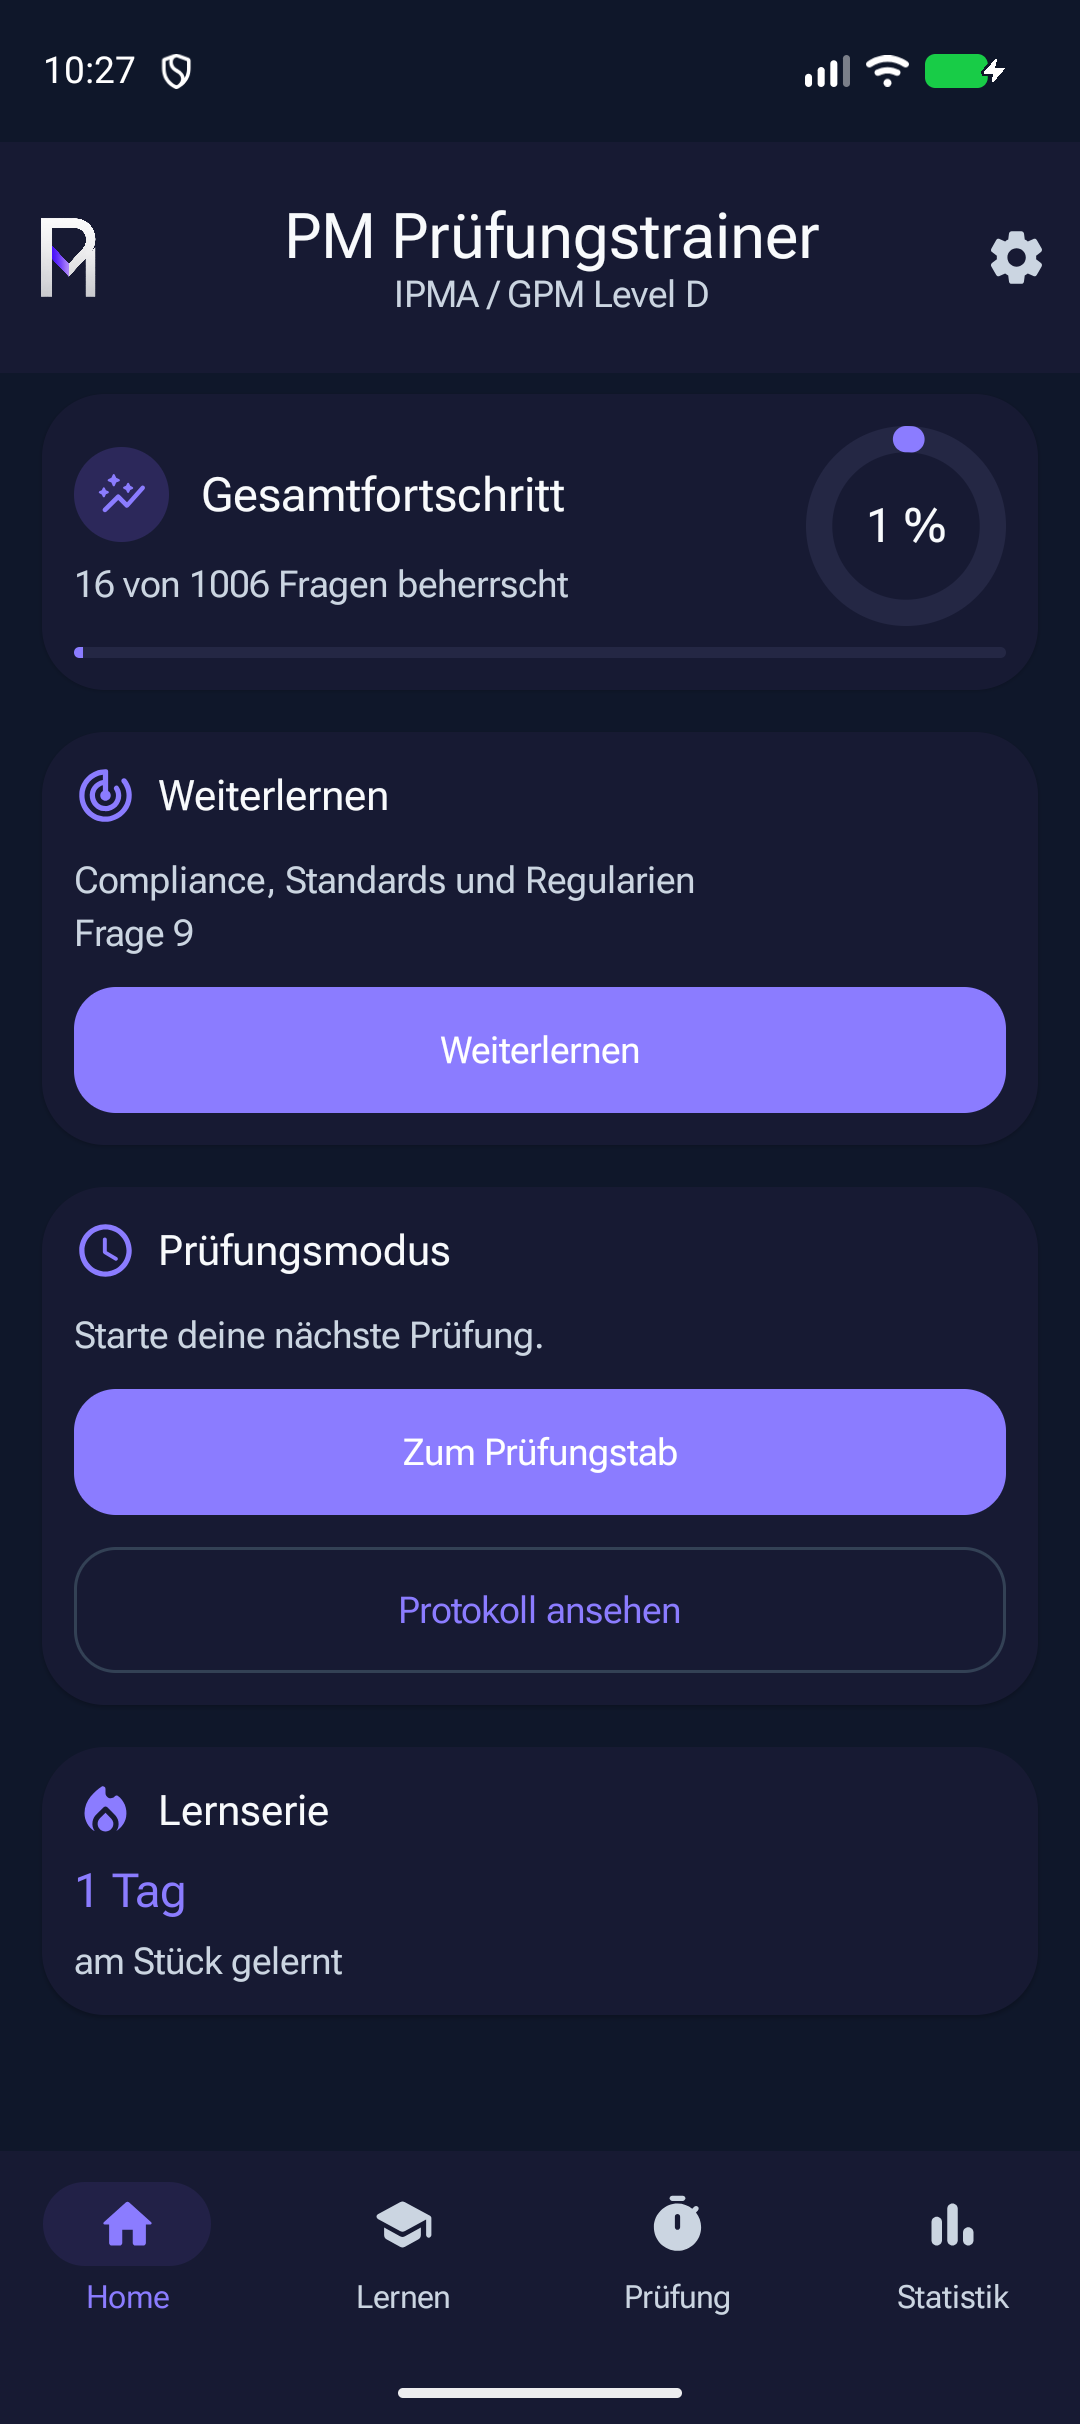 10:27
PM Prüfungstrainer
IPMA / GPM Level D
Gesamtfortschritt
1 %
16 von 1006 Fragen beherrscht
Weiterlernen
Compliance, Standards und Regularien
Frage 9
Weiterlernen
Prüfungsmodus
Starte deine nächste Prüfung.
Zum Prüfungstab
Protokoll ansehen
Lernserie
1 Tag
am Stück gelernt
Home
Lernen
Prüfung
Statistik